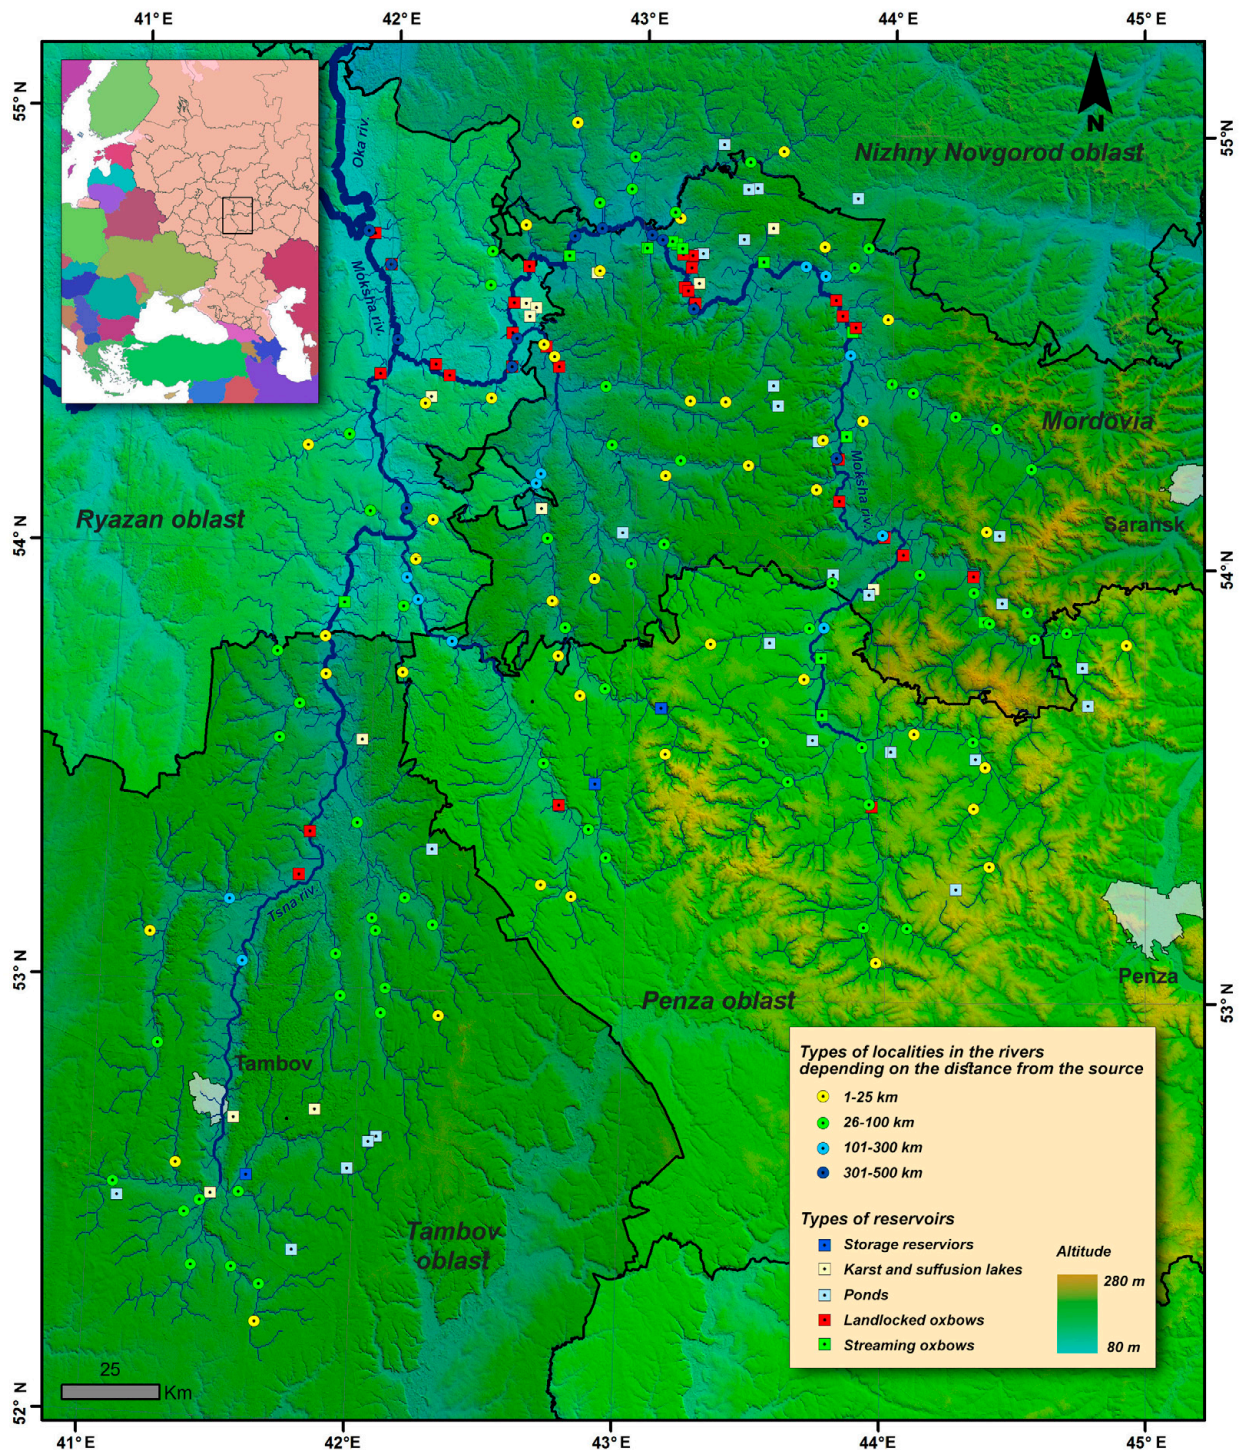 41° E
42° E
43° E
44° E
45° E
55° N
55° N
N
Oka riv.
Nizhny Novgorod oblast
Moksha riv.
Mordovia
Moksha riv.
Ryazan oblast
Saransk
54° N
54° N
Tsna riv.
53° N
53° N
Penza
Penza oblast
Tambov
Types of localities in the rivers
depending on the distance from the source
1-25 km
26-100 km
101-300 km
301-500 km
Types of reservoirs
Storage reserviors
Karst and suffusion lakes
Ponds
Landlocked oxbows
Streaming oxbows
Altitude
280 m
80 m
Tambov
oblast
25
Km
52° N
52° N
41° E
42° E
43° E
44° E
45° E